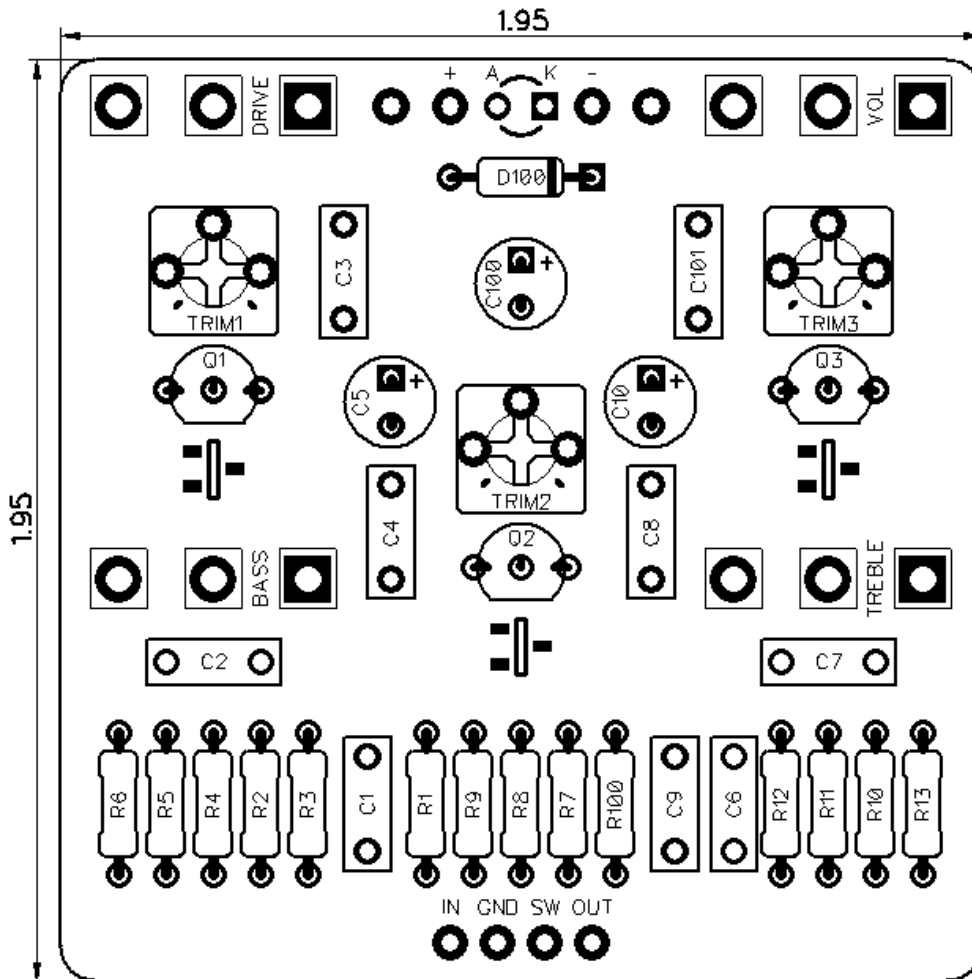 1.95
+ A K -
DRIVE
VOL
D100
C3
C100 +
C101
TRIM1
TRIM3
Q1
Q3
C5 +
C10 +
1.95
TRIM2
C4
C8
Q2
BASS
TREBLE
C2
C7
R6 R5 R4 R2 R3 C1 R1 R9 R8 R7 R100 C9 C6 R12 R11 R10 R13
IN GND SW OUT